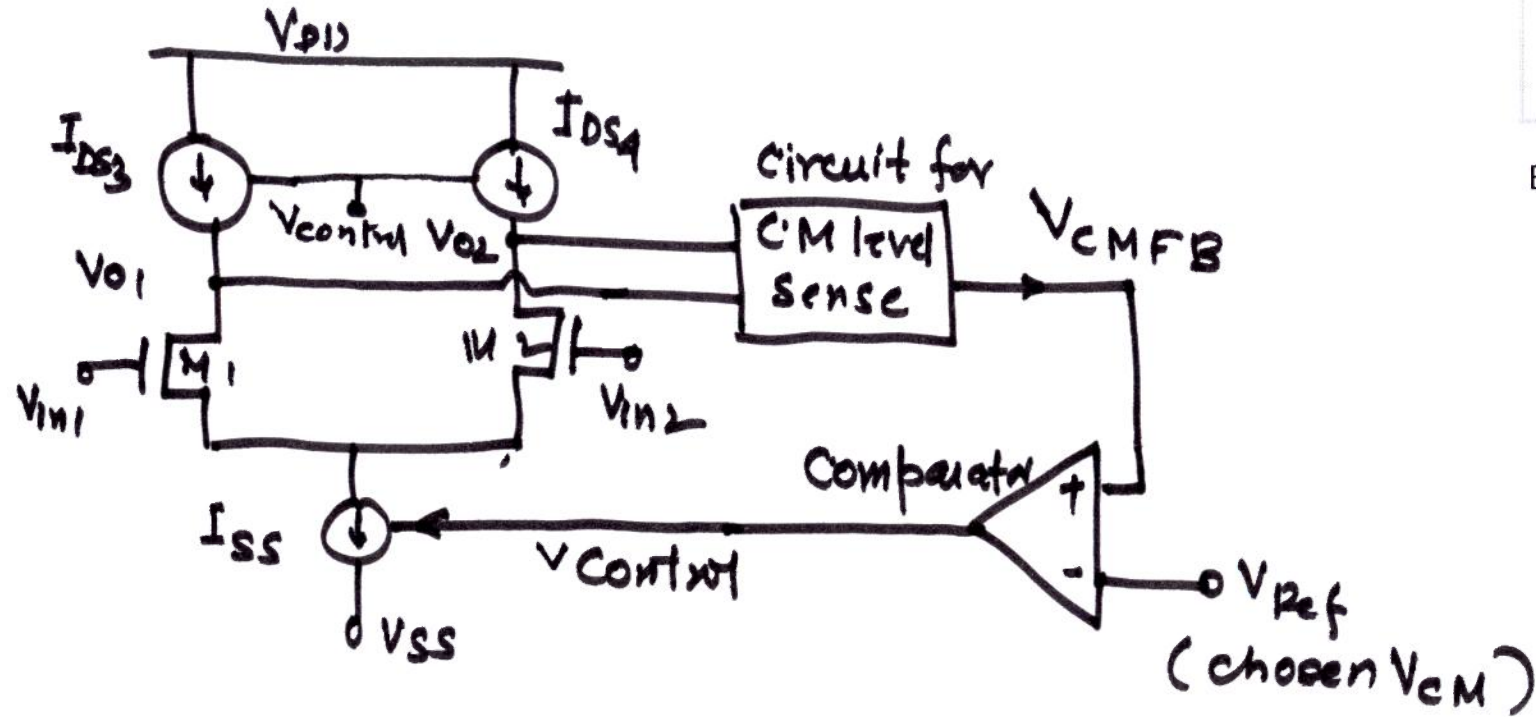 VDD
IDS3
IDS4
Vcontrol
VO2
VO1
M1
M2
Vin1
Vin2
Circuit for
CM level
Sense
VCMFB
Comparator
+
-
ISS
VControl
VRef
(chosen VCM)
VSS
E